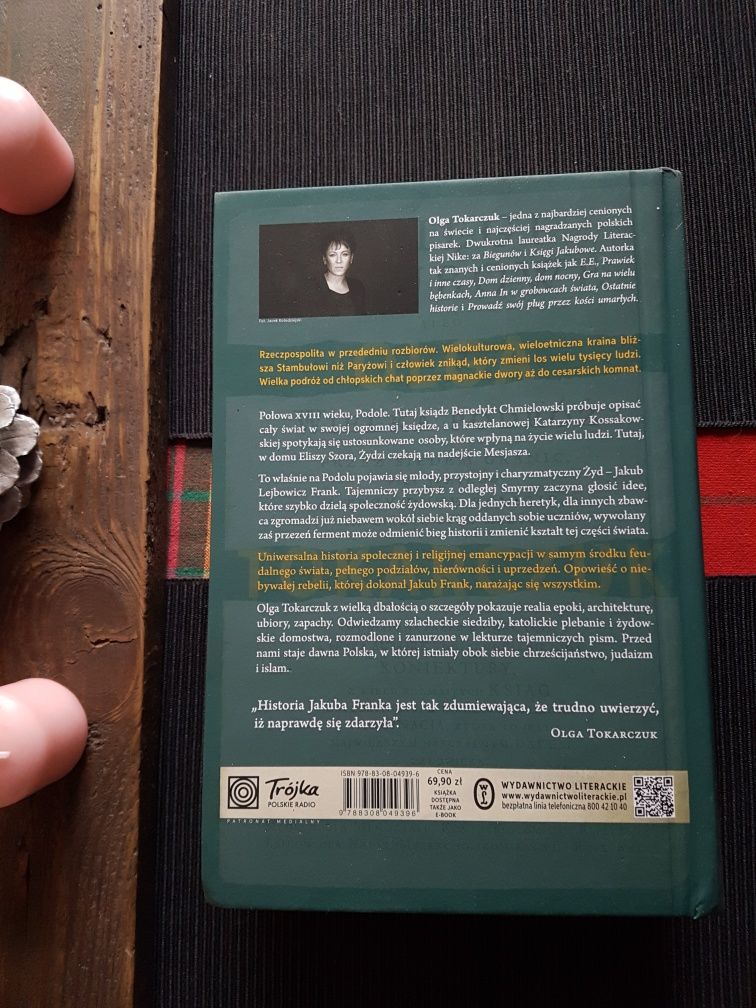 Olga Tokarczuk – jedna z najbardziej cenionych
na świecie i najczęściej nagradzanych polskich
pisarek. Dwukrotna laureatka Nagrody Literac-
kiej Nike: za Biegunów i Księgi Jakubowe. Autorka
tak znanych i cenionych książek jak E.E., Prawiek
i inne czasy, Dom dzienny, dom nocny, Gra na wielu
bębenkach, Anna In w grobowcach świata, Ostatnie
historie i Prowadź swój pług przez kości umarłych.
Fot. Jacek Kołodziejski
Rzeczpospolita w przededniu rozbiorów. Wielokulturowa, wieloetniczna kraina bliż-
sza Stambułowi niż Paryżowi i człowiek znikąd, który zmieni los wielu tysięcy ludzi.
Wielka podróż od chłopskich chat poprzez magnackie dwory aż do cesarskich komnat.
Połowa XVIII wieku, Podole. Tutaj ksiądz Benedykt Chmielowski próbuje opisać
cały świat w swojej ogromnej księdze, a u kasztelanowej Katarzyny Kossakow-
skiej spotykają się ustosunkowane osoby, które wpłyną na życie wielu ludzi. Tutaj,
w domu Eliszy Szora, Żydzi czekają na nadejście Mesjasza.
To właśnie na Podolu pojawia się młody, przystojny i charyzmatyczny Żyd – Jakub
Lejbowicz Frank. Tajemniczy przybysz z odległej Smyrny zaczyna głosić idee,
które szybko dzielą społeczność żydowską. Dla jednych heretyk, dla innych zbaw-
ca zgromadzi już niebawem wokół siebie krąg oddanych sobie uczniów, wywołany
zaś przezeń ferment może odmienić bieg historii i zmienić kształt tej części świata.
Uniwersalna historia społecznej i religijnej emancypacji w samym środku feu-
dalnego świata, pełnego podziałów, nierówności i uprzedzeń. Opowieść o nie-
bywałej rebelii, której dokonał Jakub Frank, narażając się wszystkim.
Olga Tokarczuk z wielką dbałością o szczegóły pokazuje realia epoki, architekturę,
ubiory, zapachy. Odwiedzamy szlacheckie siedziby, katolickie plebanie i żydow-
skie domostwa, rozmodlone i zanurzone w lekturze tajemniczych pism. Przed
nami staje dawna Polska, w której istniały obok siebie chrześcijaństwo, judaizm
i islam.
„Historia Jakuba Franka jest tak zdumiewająca, że trudno uwierzyć,
iż naprawdę się zdarzyła”.
OLGA TOKARCZUK
Trójka
POLSKIE RADIO
PATRONAT MEDIALNY
ISBN 978-83-08-04939-6
9 788308 049396
CENA
69,90 zł
KSIĄŻKA
DOSTĘPNA
TAKŻE JAKO
E-BOOK
WYDAWNICTWO LITERACKIE
www.wydawnictwoliterackie.pl
bezpłatna linia telefoniczna 800 42 10 40